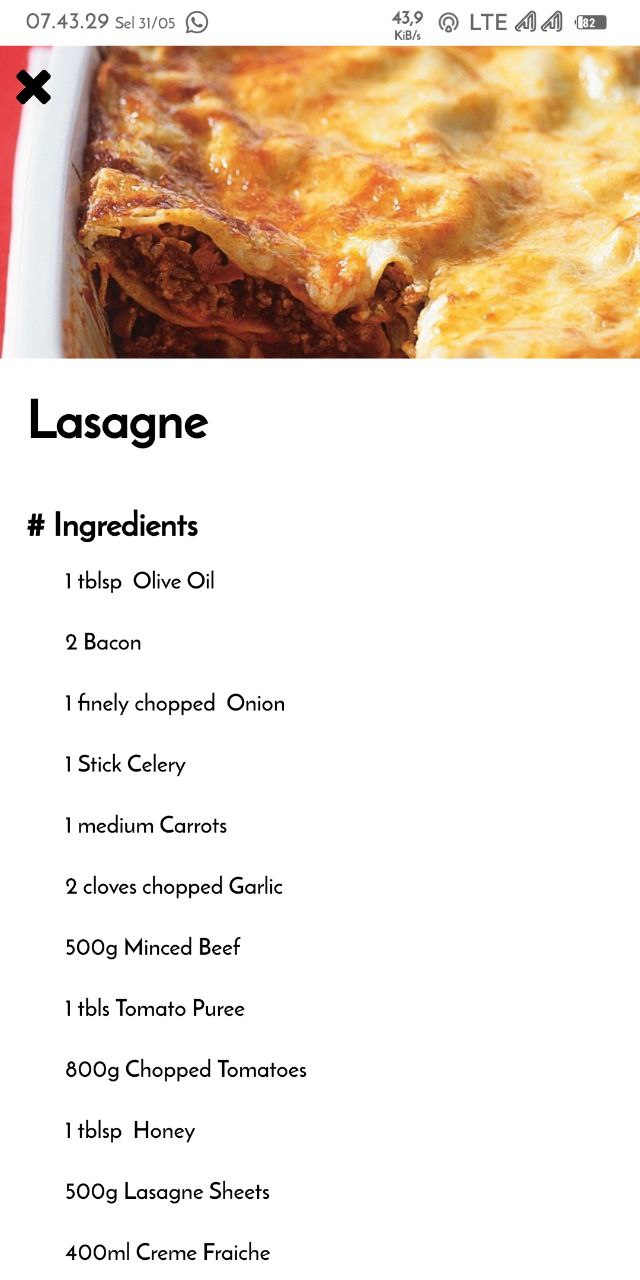 07.43.29 Sel 31/05 43,9 KiB/s LTE 82
Lasagne
# Ingredients
1 tblsp  Olive Oil
2 Bacon
1 finely chopped  Onion
1 Stick Celery
1 medium Carrots
2 cloves chopped Garlic
500g Minced Beef
1 tbls Tomato Puree
800g Chopped Tomatoes
1 tblsp  Honey
500g Lasagne Sheets
400ml Creme Fraiche